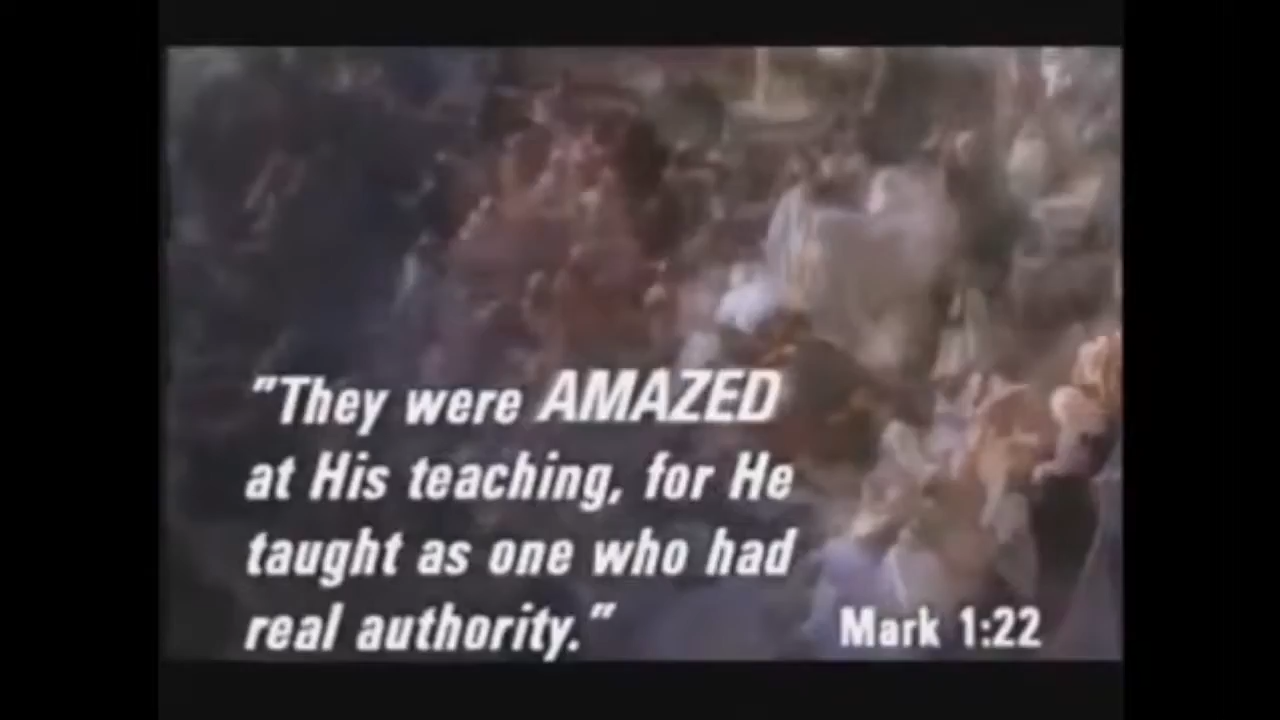 "They were AMAZED
at His teaching, for He
taught as one who had
real authority."
Mark 1:22